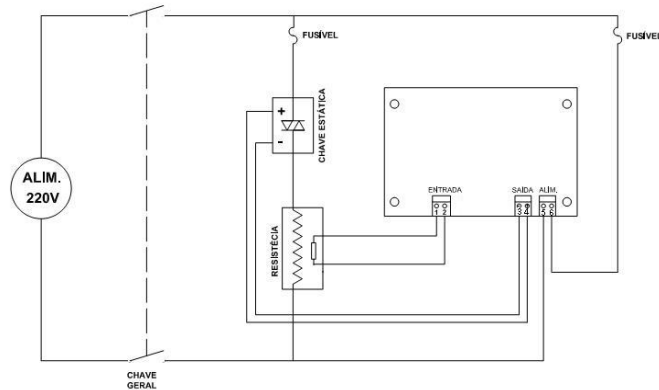 FUSÍVEL
FUSÍVEL
+
-
CHAVE ESTÁTICA
ALIM.
220V
ENTRADA
SAÍDA
ALIM.
1 2
3 4
5 6
RESISTÊCIA
CHAVE
GERAL